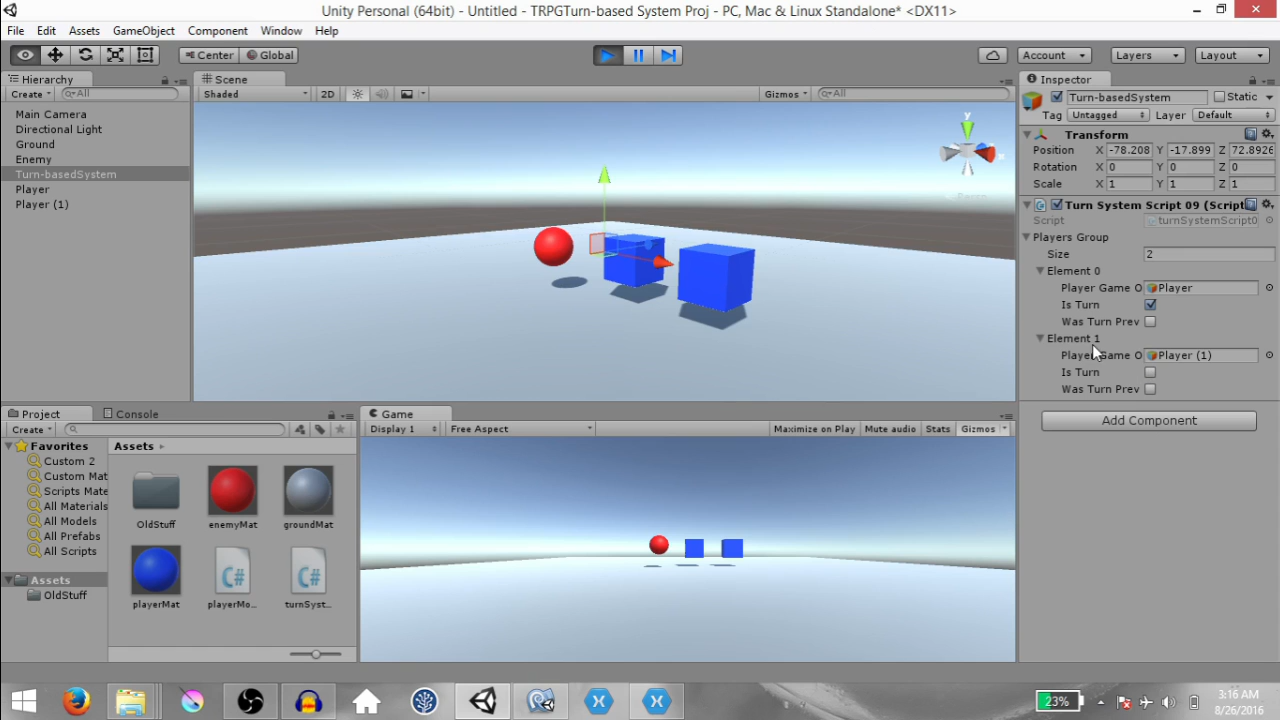 Unity Personal (64bit) - Untitled - TRPGTurn-based System Proj - PC, Mac & Linux Standalone* <DX11>
File Edit Assets GameObject Component Window Help
Center Global Account Layers Layout
Hierarchy
Create All
Main Camera
Directional Light
Ground
Enemy
Turn-basedSystem
Player
Player (1)
Scene
Shaded 2D Gizmos All
y
x
Inspector
Turn-basedSystem Static
Tag Untagged Layer Default
Transform
Position X -78.208 Y -17.899 Z 72.8926
Rotation X 0 Y 0 Z 0
Scale X 1 Y 1 Z 1
Turn System Script 09 (Script
Script turnSystemScript0
Players Group
Size 2
Element 0
Player Game O Player
Is Turn
Was Turn Prev
Element 1
Player Game O Player (1)
Is Turn
Was Turn Prev
Add Component
Project Console
Create
Favorites
Custom 2
Custom Mat
Scripts Mate
All Materials
All Models
All Prefabs
All Scripts
Assets
OldStuff
Assets
OldStuff enemyMat groundMat
C# C#
playerMat playerMo... turnSyst...
Game
Display 1 Free Aspect Maximize on Play Mute audio Stats Gizmos
23%
3:16 AM
8/26/2016